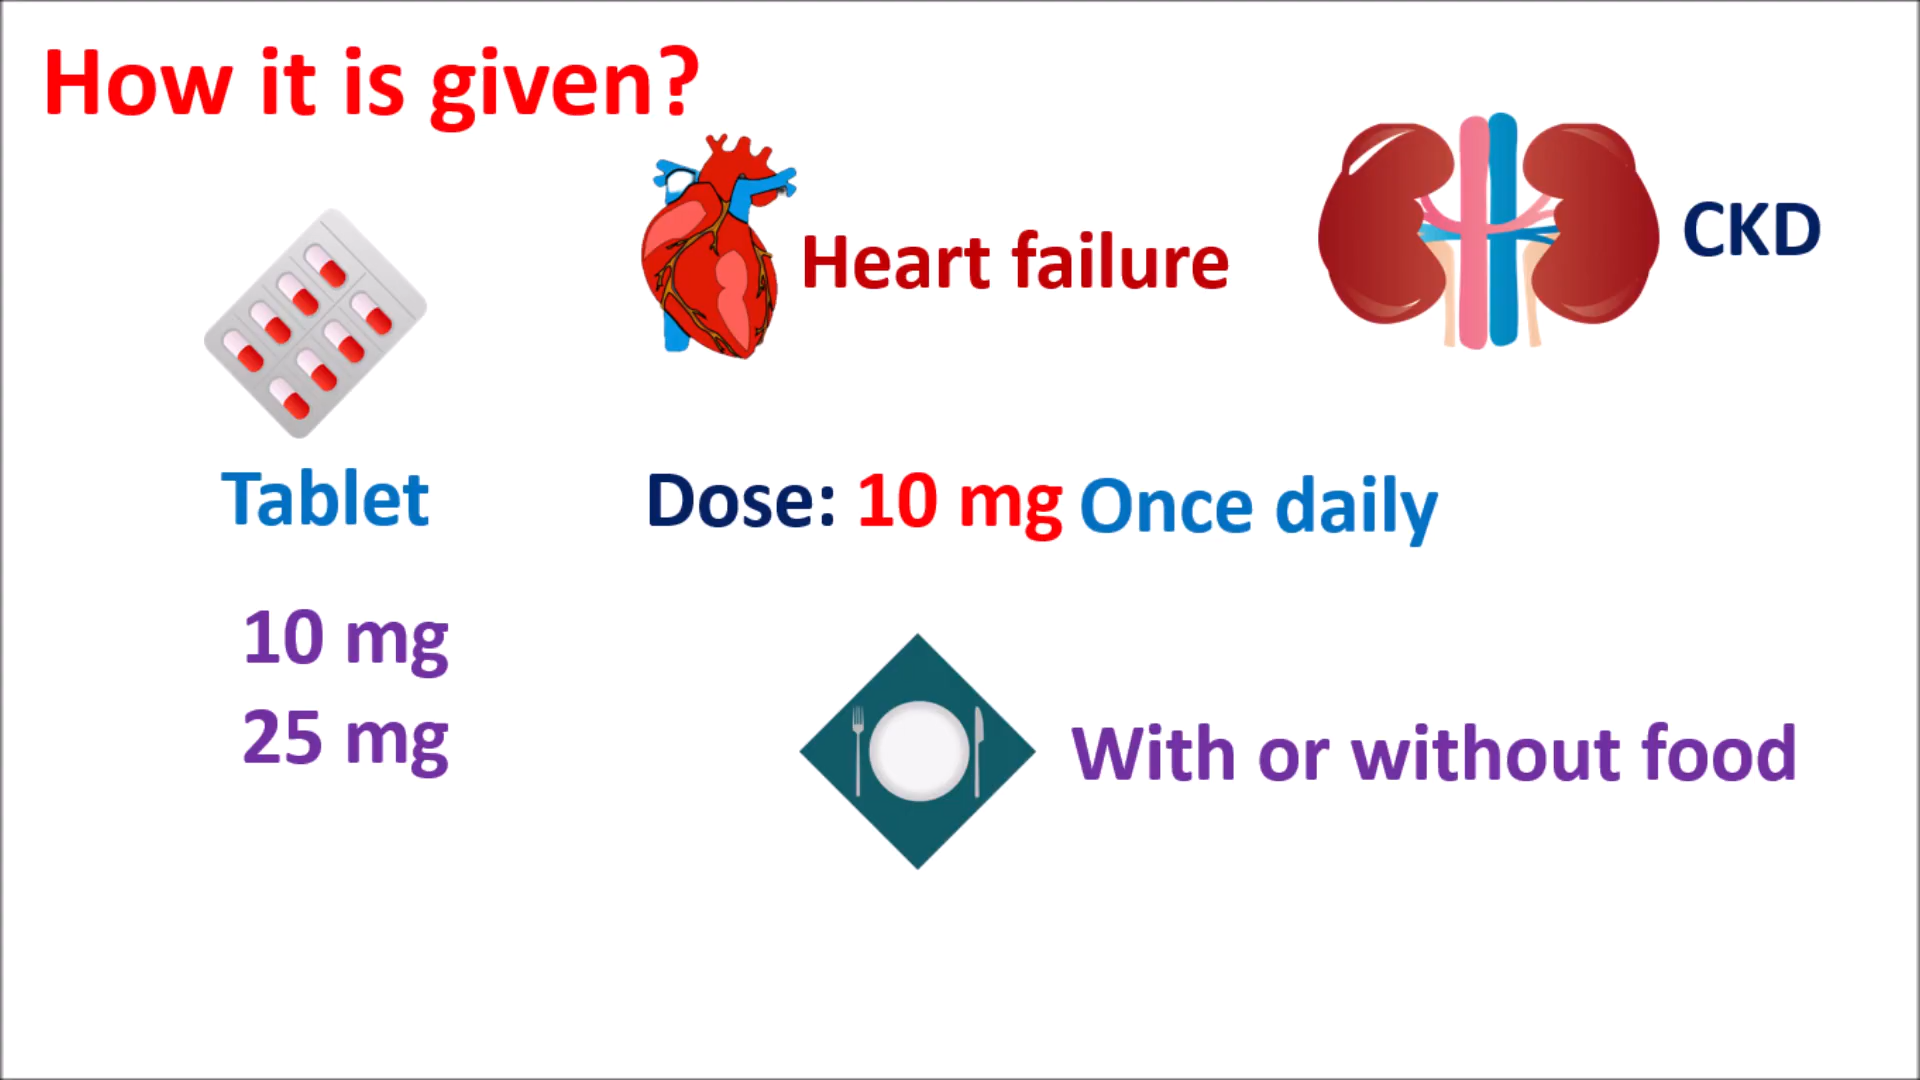 How it is given?
Heart failure
CKD
Tablet
Dose: 10 mg Once daily
10 mg
25 mg
With or without food